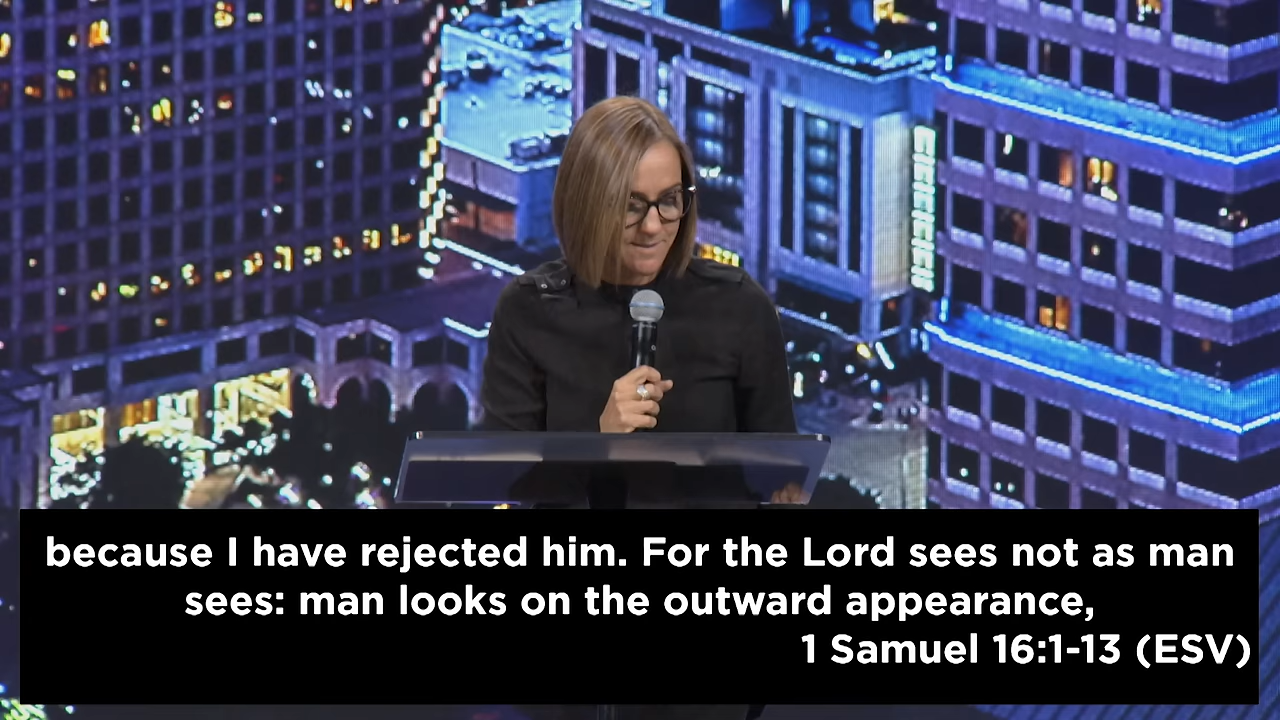 because I have rejected him. For the Lord sees not as man
sees: man looks on the outward appearance,
1 Samuel 16:1-13 (ESV)